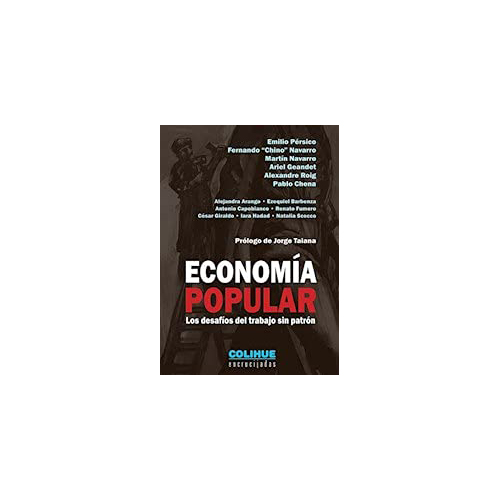 Emilio Pérsico
Fernando "Chino" Navarro
Martín Navarro
Ariel Geandet
Alexandre Roig
Pablo Chena
Alejandra Arango • Ezequiel Barbenza
Antonio Capobianco • Renato Fumero
César Giraldo • Iara Hadad • Natalia Scocco
Prólogo de Jorge Taiana
ECONOMÍA
POPULAR
Los desafíos del trabajo sin patrón
COLIHUE
encrucijadas